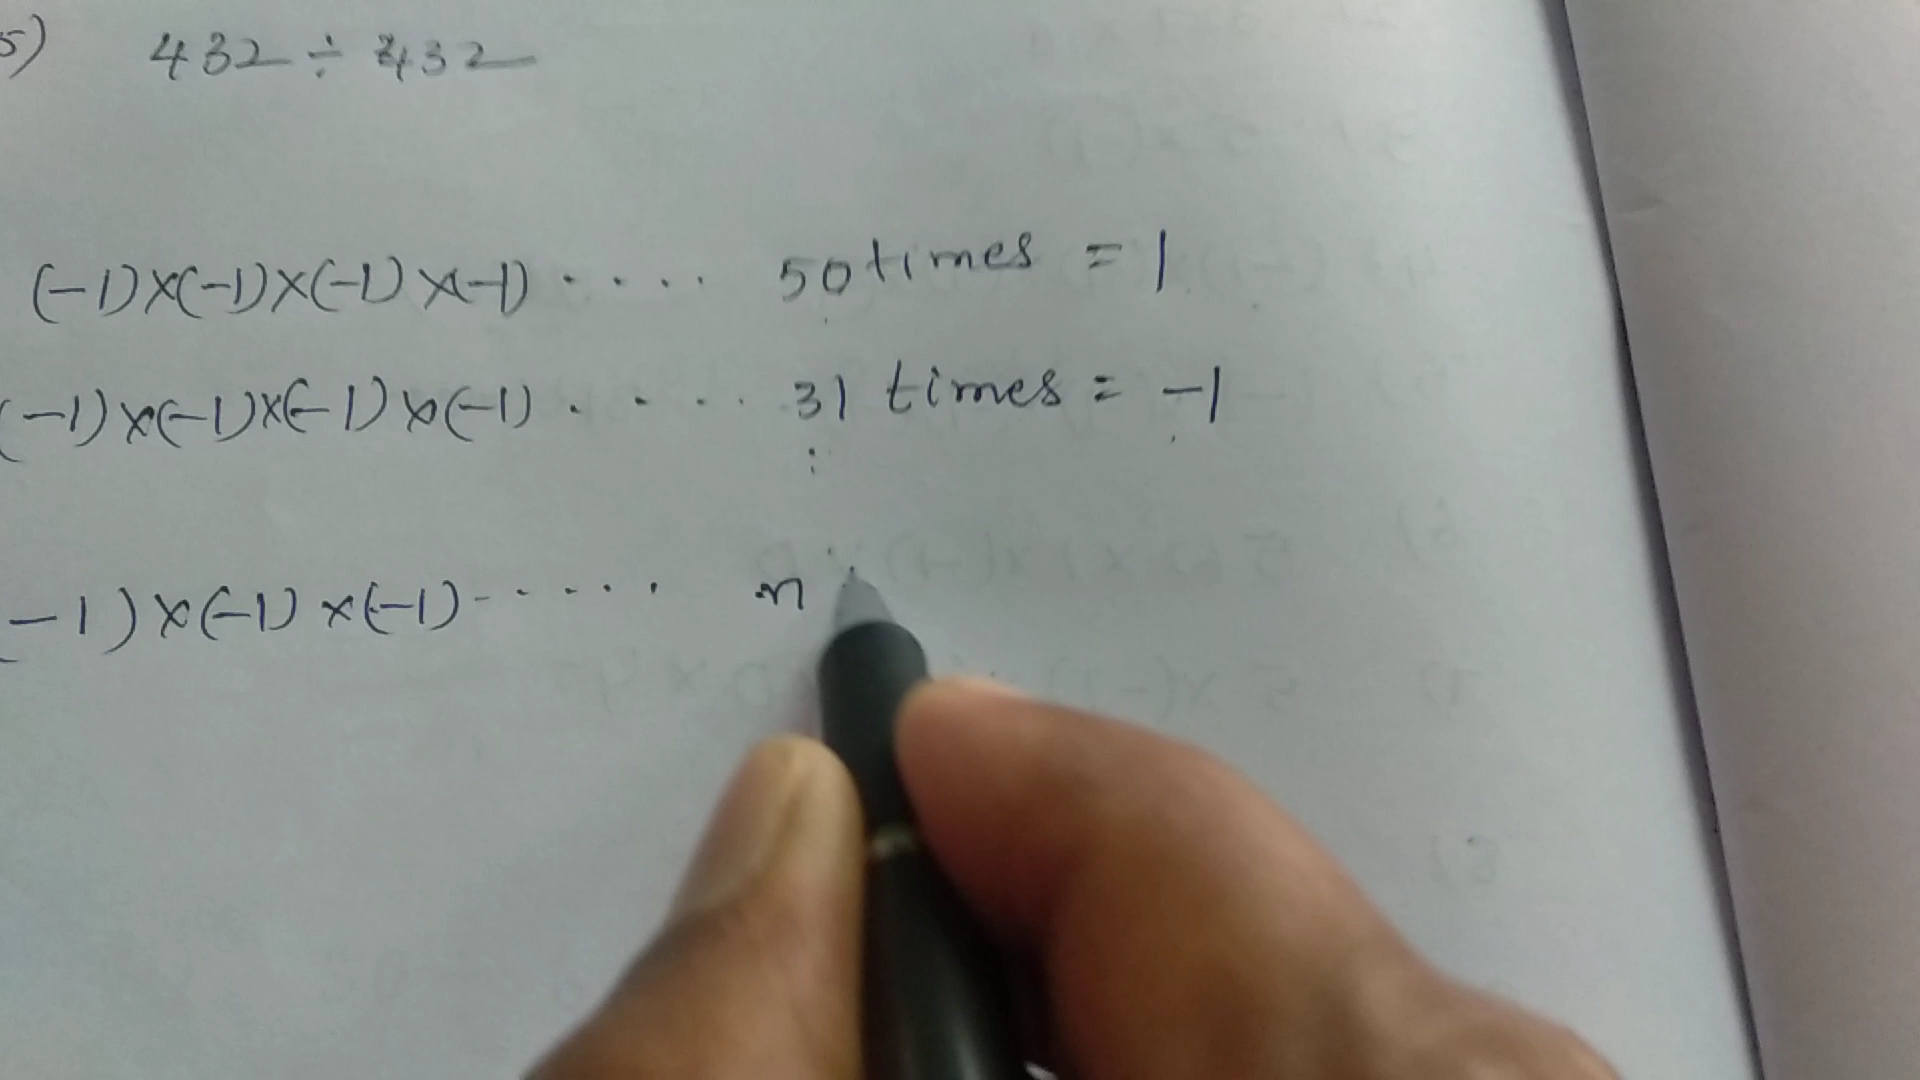 5) 432 ÷ 432
(-1)×(-1)×(-1)×-1) ..... 50 times = 1
(-1)×(-1)×(-1)×(-1) ..... 31 times = -1
-1)×(-1)×(-1)...... n